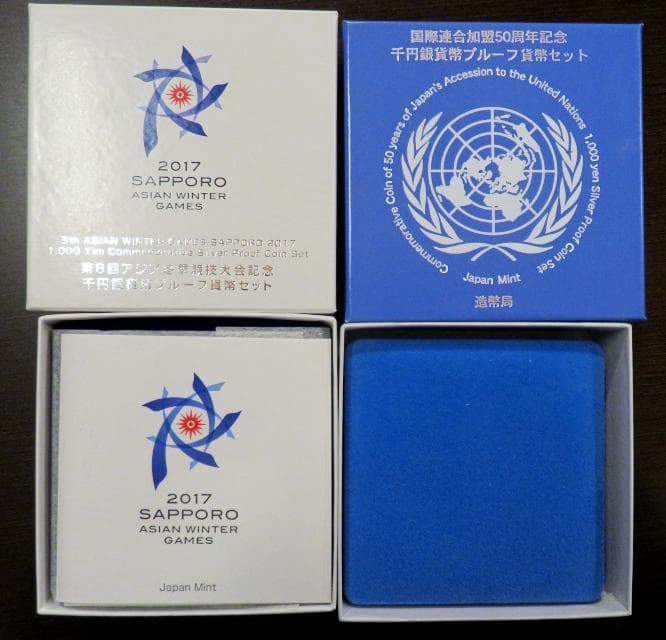 2017
SAPPORO
ASIAN WINTER
GAMES
8th ASIAN WINTER GAMES SAPPORO 2017
1,000 Yen Commemorative Silver Proof Coin Set
第8回アジア冬季競技大会記念
千円銀貨幣プルーフ貨幣セット
国際連合加盟50周年記念
千円銀貨幣プルーフ貨幣セット
Commemorative Coin of 50 years of Japan's Accession to the United Nations 1,000 yen Silver Proof Coin Set
Japan Mint
造幣局
2017
SAPPORO
ASIAN WINTER
GAMES
Japan Mint